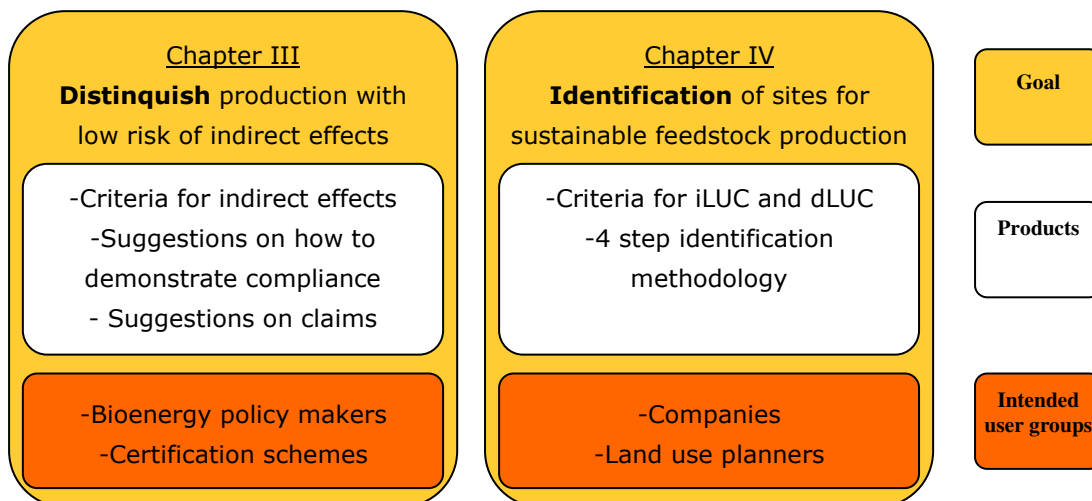 Chapter III
Distinquish production with
low risk of indirect effects
-Criteria for indirect effects
-Suggestions on how to
demonstrate compliance
- Suggestions on claims
-Bioenergy policy makers
-Certification schemes
Chapter IV
Identification of sites for
sustainable feedstock production
-Criteria for iLUC and dLUC
-4 step identification
methodology
-Companies
-Land use planners
Goal
Products
Intended
user groups